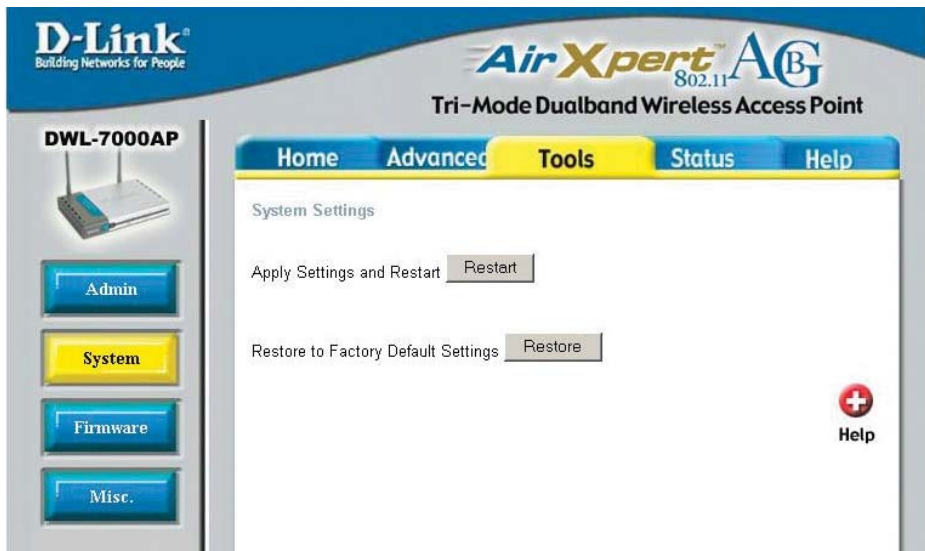 D-Link®
Building Networks for People
AirXpert™ 802.11 ABG
Tri-Mode Dualband Wireless Access Point
DWL-7000AP
Home Advanced Tools Status Help
System Settings
Apply Settings and Restart Restart
Restore to Factory Default Settings Restore
Admin
System
Firmware
Misc.
Help